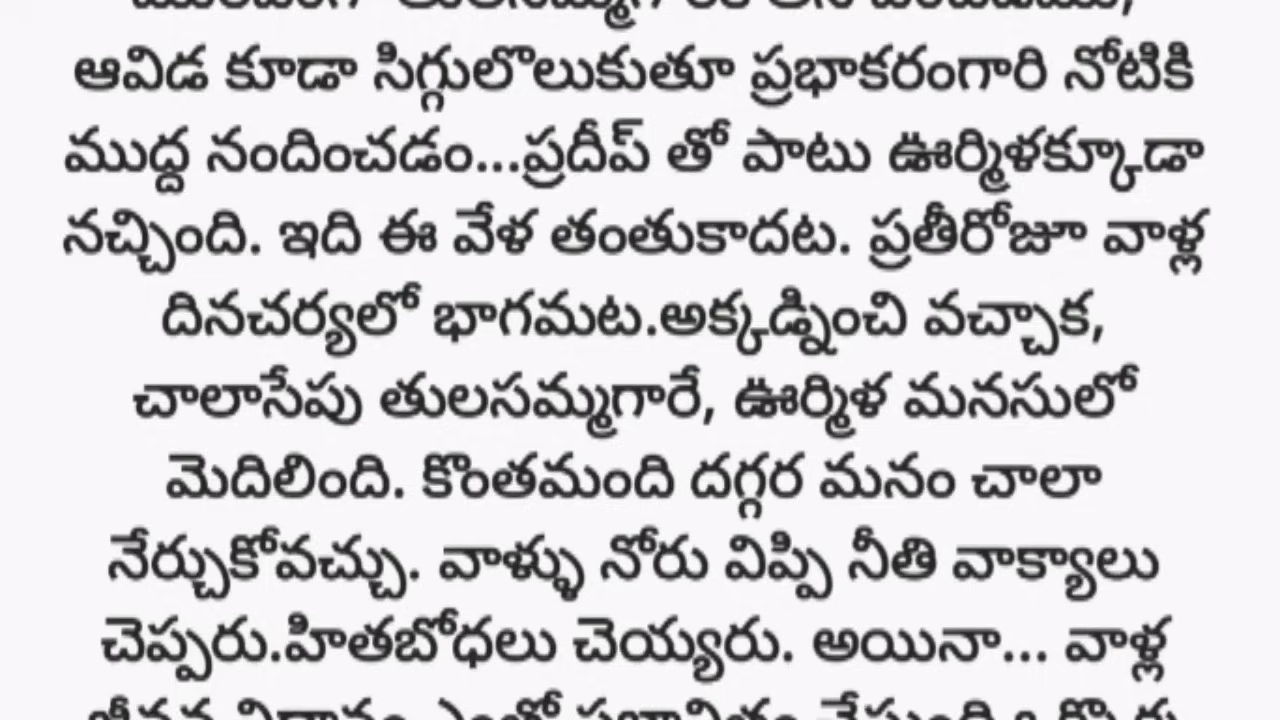 ఆవిడ కూడా సిగ్గులొలుకుతూ ప్రభాకరంగారి నోటికి
ముద్ద నందించడం...ప్రదీప్ తో పాటు ఊర్మిళక్కూడా
నచ్చింది. ఇది ఈ వేళ తంతుకాదట. ప్రతీరోజూ వాళ్ల
దినచర్యలో భాగమట.అక్కడ్నించి వచ్చాక,
చాలాసేపు తులసమ్మగారే, ఊర్మిళ మనసులో
మెదిలింది. కొంతమంది దగ్గర మనం చాలా
నేర్చుకోవచ్చు. వాళ్ళు నోరు విప్పి నీతి వాక్యాలు
చెప్పరు.హితబోధలు చెయ్యరు. అయినా... వాళ్ల